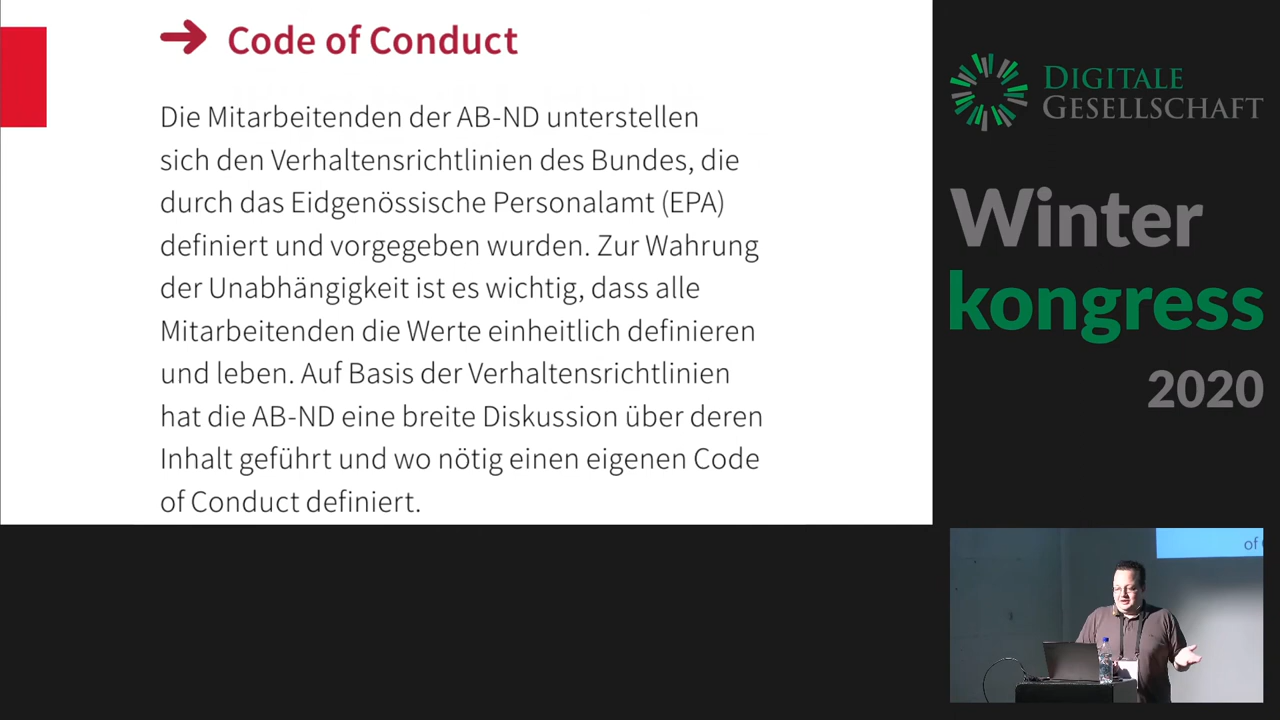 → Code of Conduct
Die Mitarbeitenden der AB-ND unterstellen
sich den Verhaltensrichtlinien des Bundes, die
durch das Eidgenössische Personalamt (EPA)
definiert und vorgegeben wurden. Zur Wahrung
der Unabhängigkeit ist es wichtig, dass alle
Mitarbeitenden die Werte einheitlich definieren
und leben. Auf Basis der Verhaltensrichtlinien
hat die AB-ND eine breite Diskussion über deren
Inhalt geführt und wo nötig einen eigenen Code
of Conduct definiert.
DIGITALE
GESELLSCHAFT
Winter
kongress
2020
of